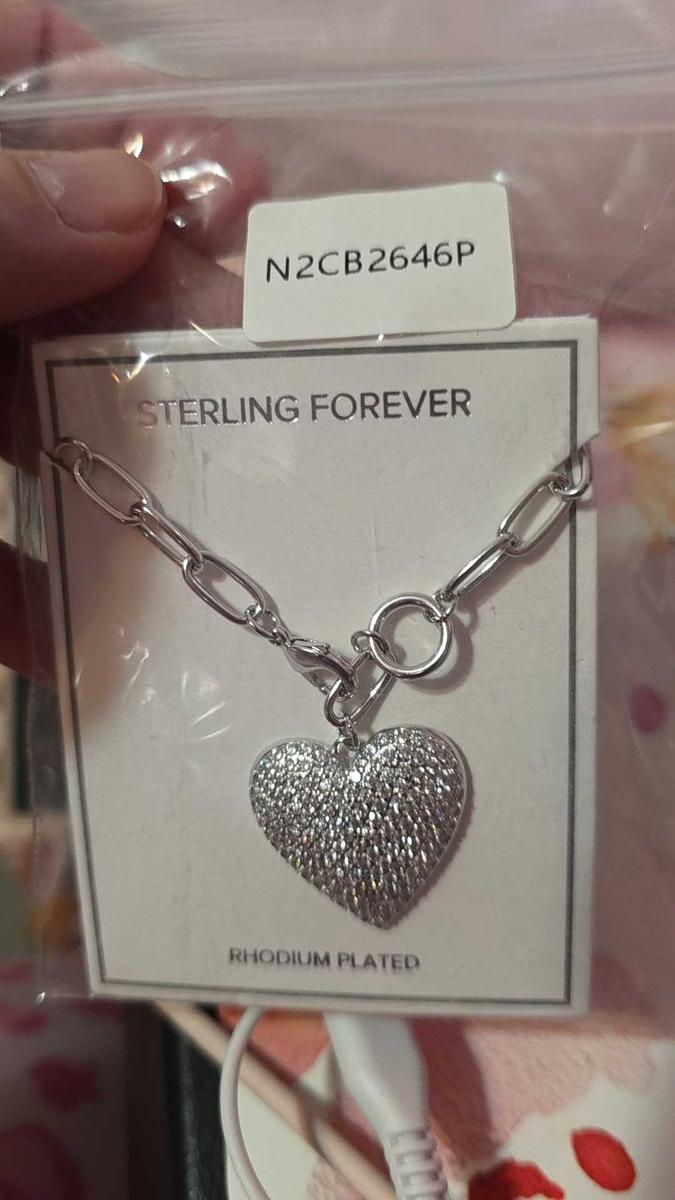 N2CB2646P
STERLING FOREVER
RHODIUM PLATED